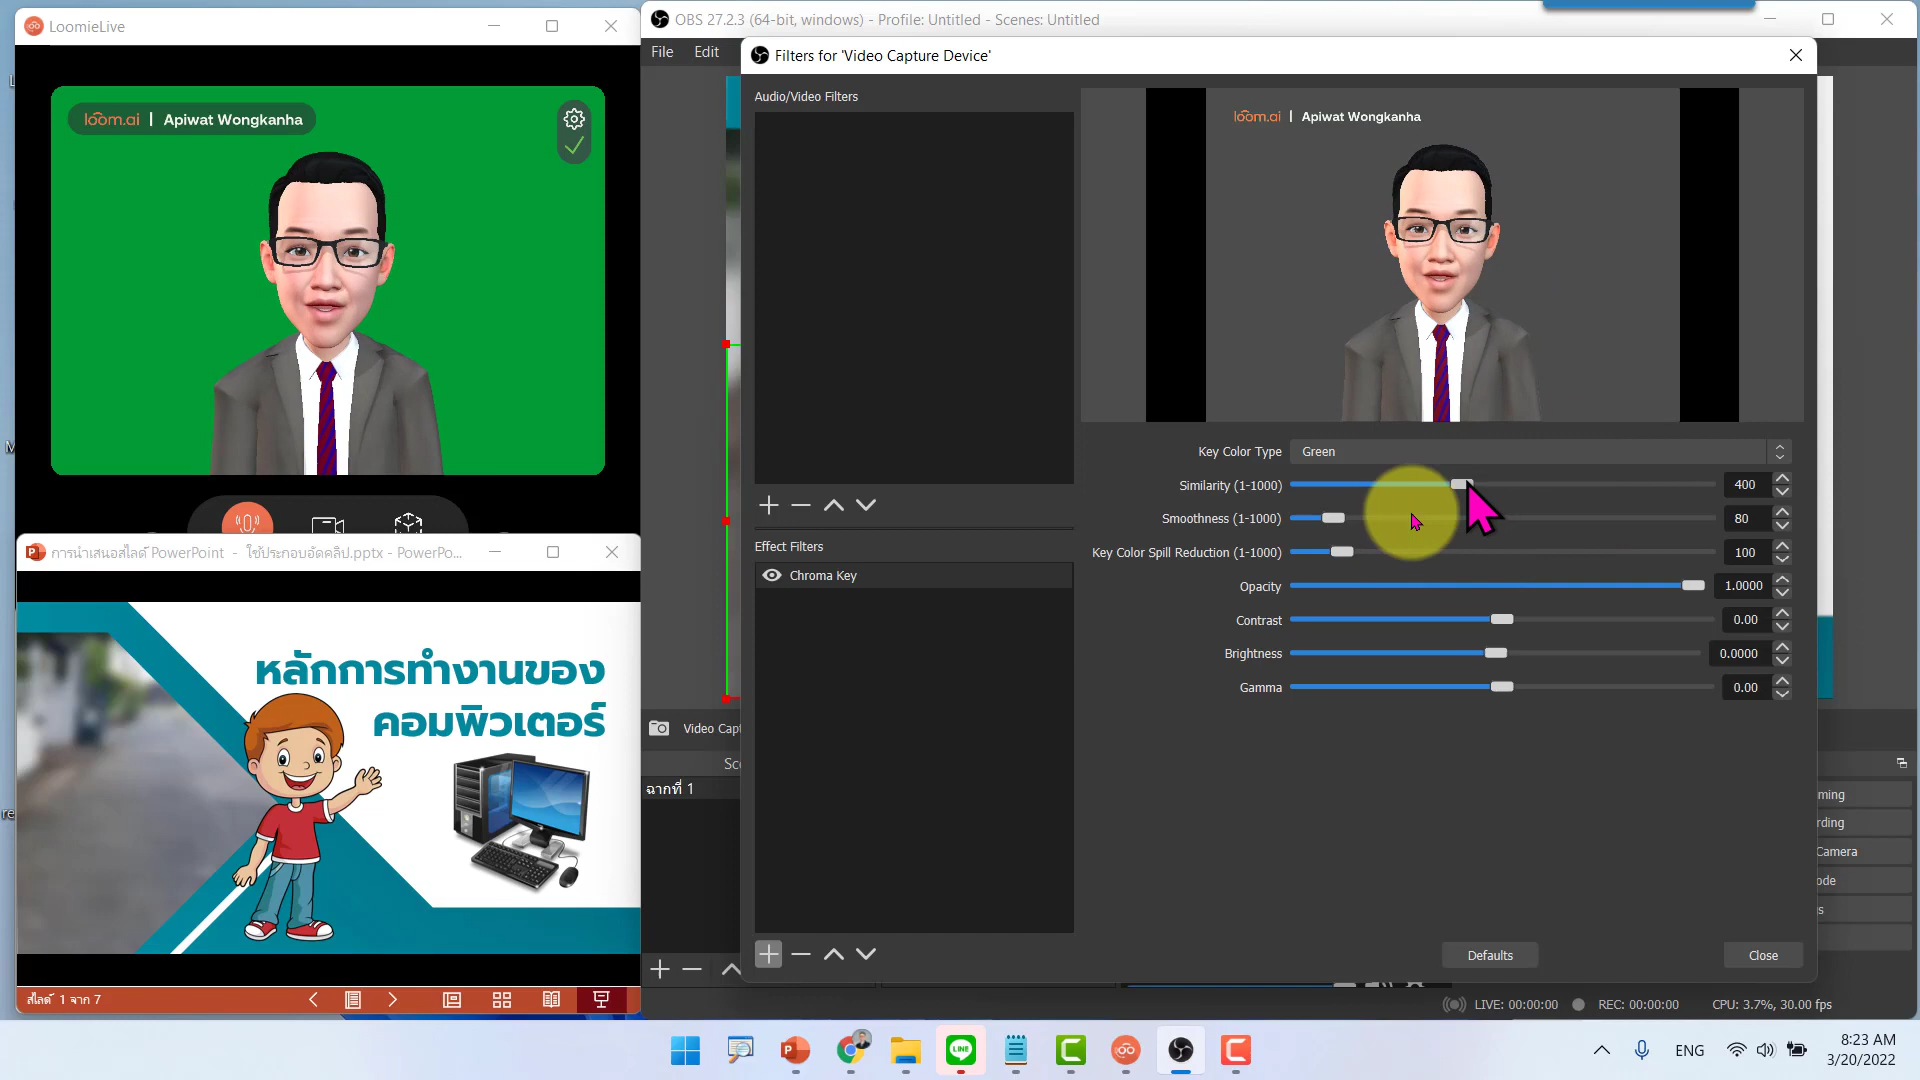 LoomieLive
loom.ai | Apiwat Wongkanha
การนำเสนอสไลด์ PowerPoint - ใช้ประกอบอัดคลิป.pptx - PowerPo...
หลักการทำงานของ
คอมพิวเตอร์
สไลด์ 1 จาก 7
OBS 27.2.3 (64-bit, windows) - Profile: Untitled - Scenes: Untitled
File Edit
Filters for 'Video Capture Device'
Audio/Video Filters
loom.ai | Apiwat Wongkanha
Effect Filters
Chroma Key
Key Color Type Green
Similarity (1-1000) 400
Smoothness (1-1000) 80
Key Color Spill Reduction (1-1000) 100
Opacity 1.0000
Contrast 0.00
Brightness 0.0000
Gamma 0.00
Defaults Close
Video Capt
Sce
ฉากที่ 1
ming
rding
Camera
ode
s
LIVE: 00:00:00 REC: 00:00:00 CPU: 3.7%, 30.00 fps
LINE
ENG
8:23 AM
3/20/2022